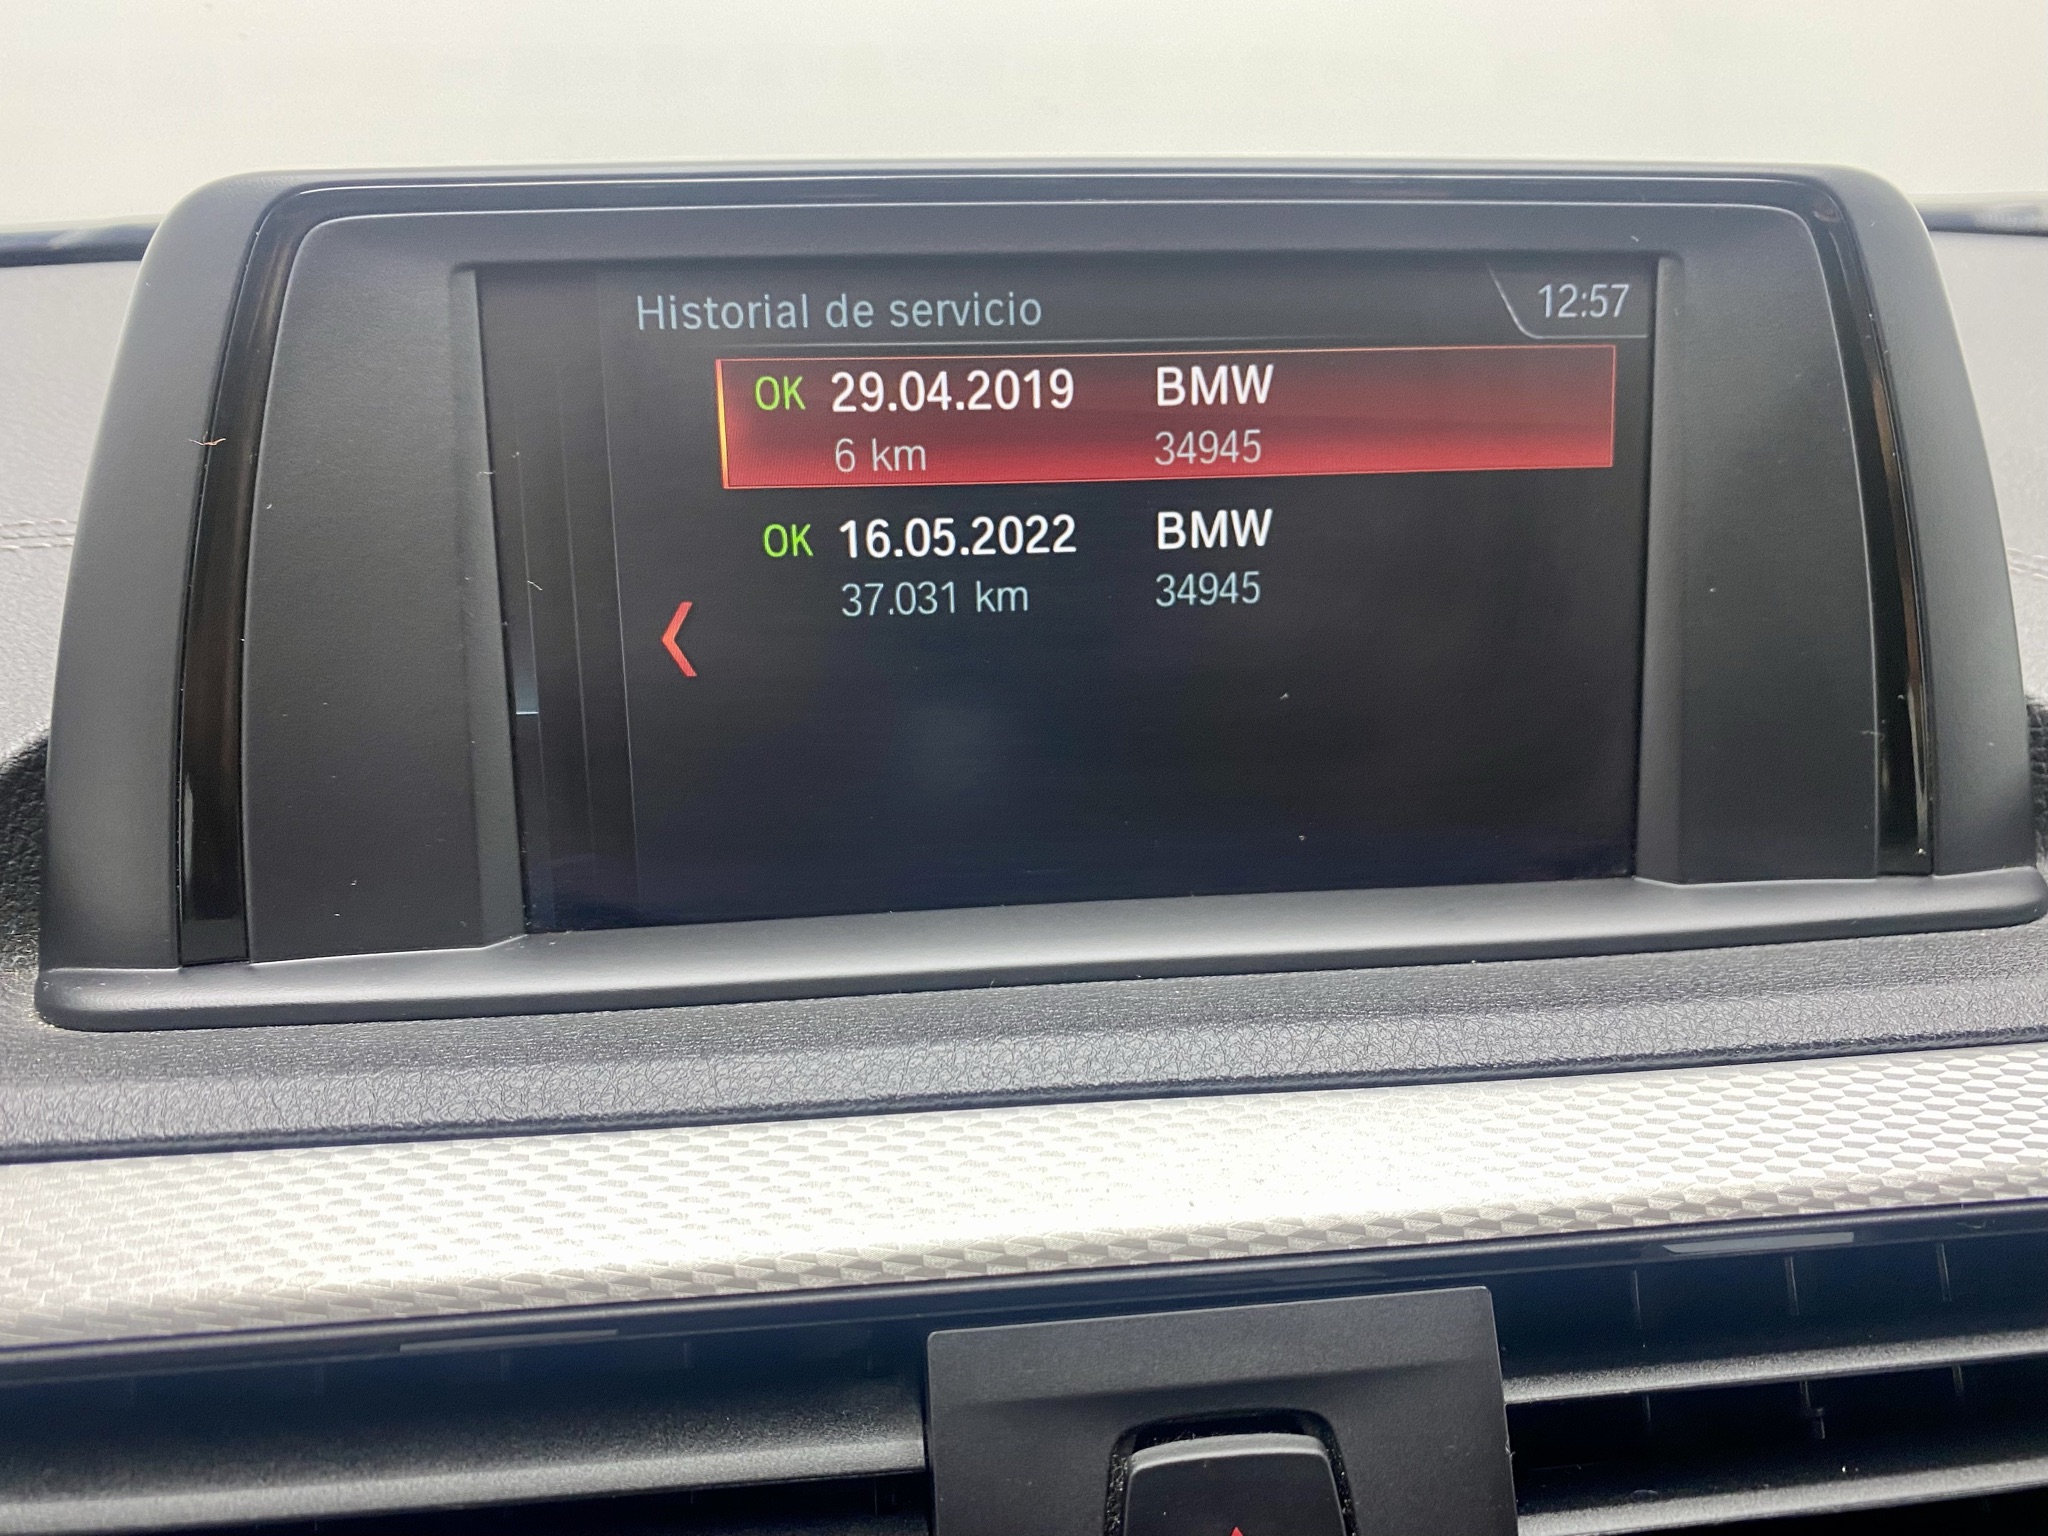 Historial de servicio 12:57
OK 29.04.2019 BMW
6 km 34945
OK 16.05.2022 BMW
37.031 km 34945